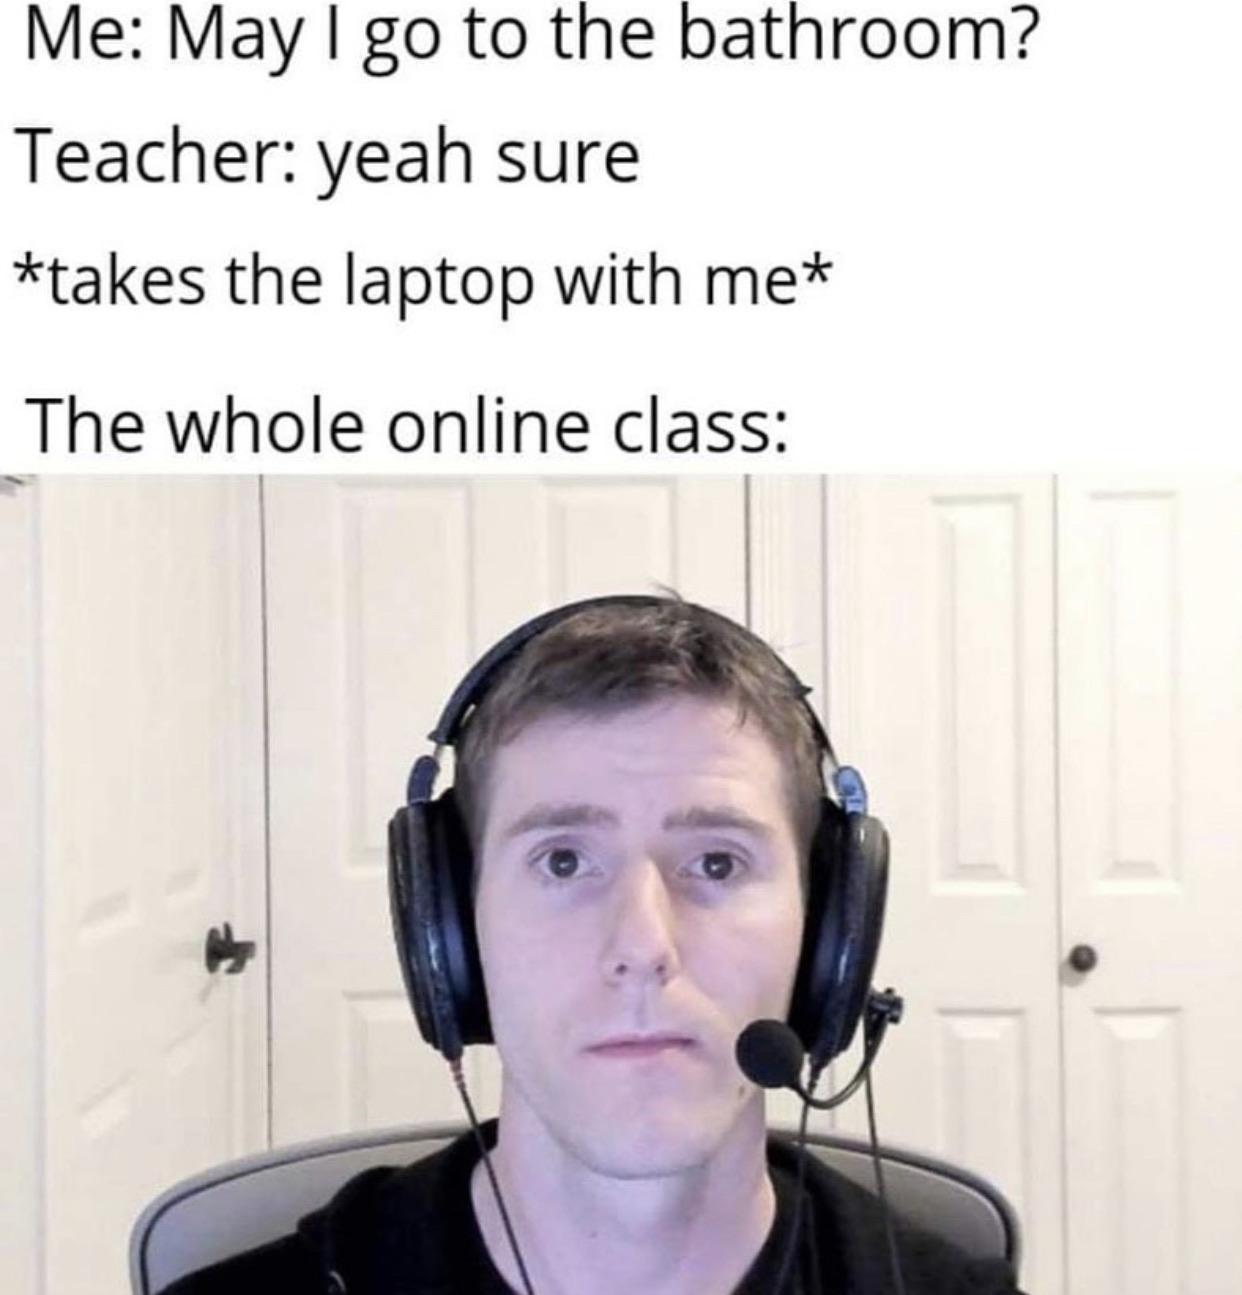 Me: May I go to the bathroom?
Teacher: yeah sure
*takes the laptop with me*
The whole online class: